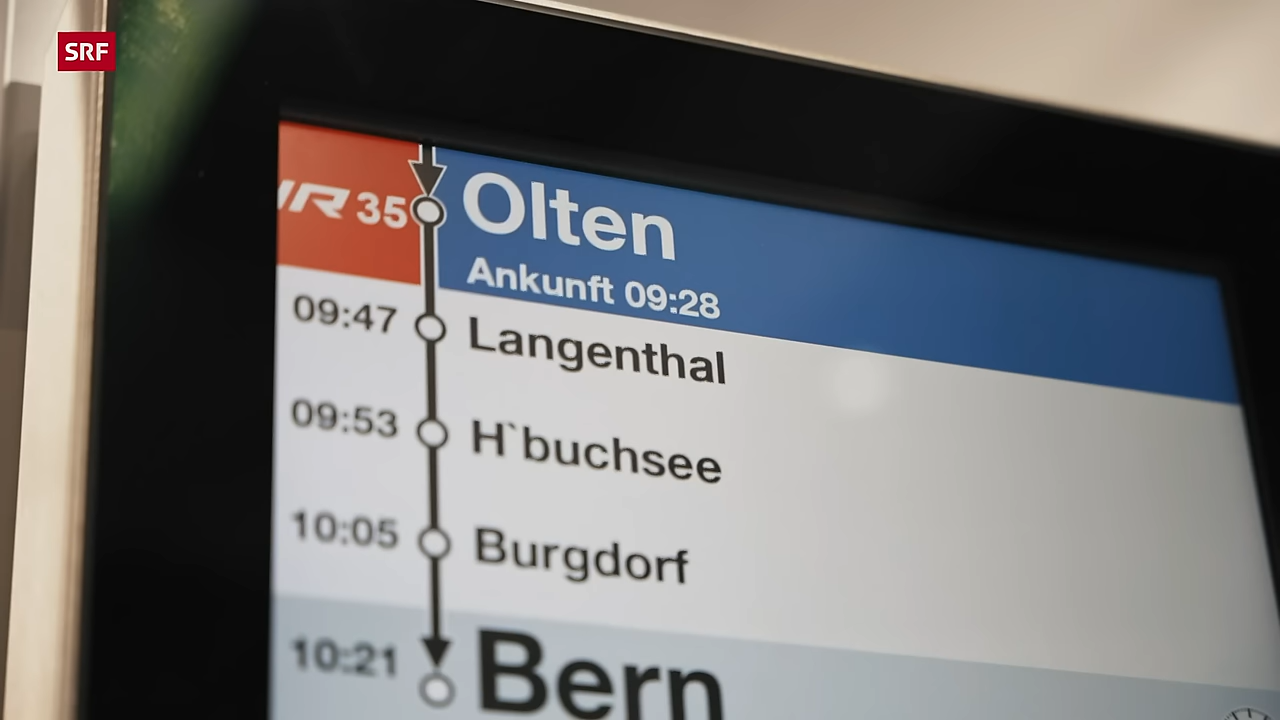 SRF
IR 35
Olten
Ankunft 09:28
09:47 Langenthal
09:53 H`buchsee
10:05 Burgdorf
10:21 Bern